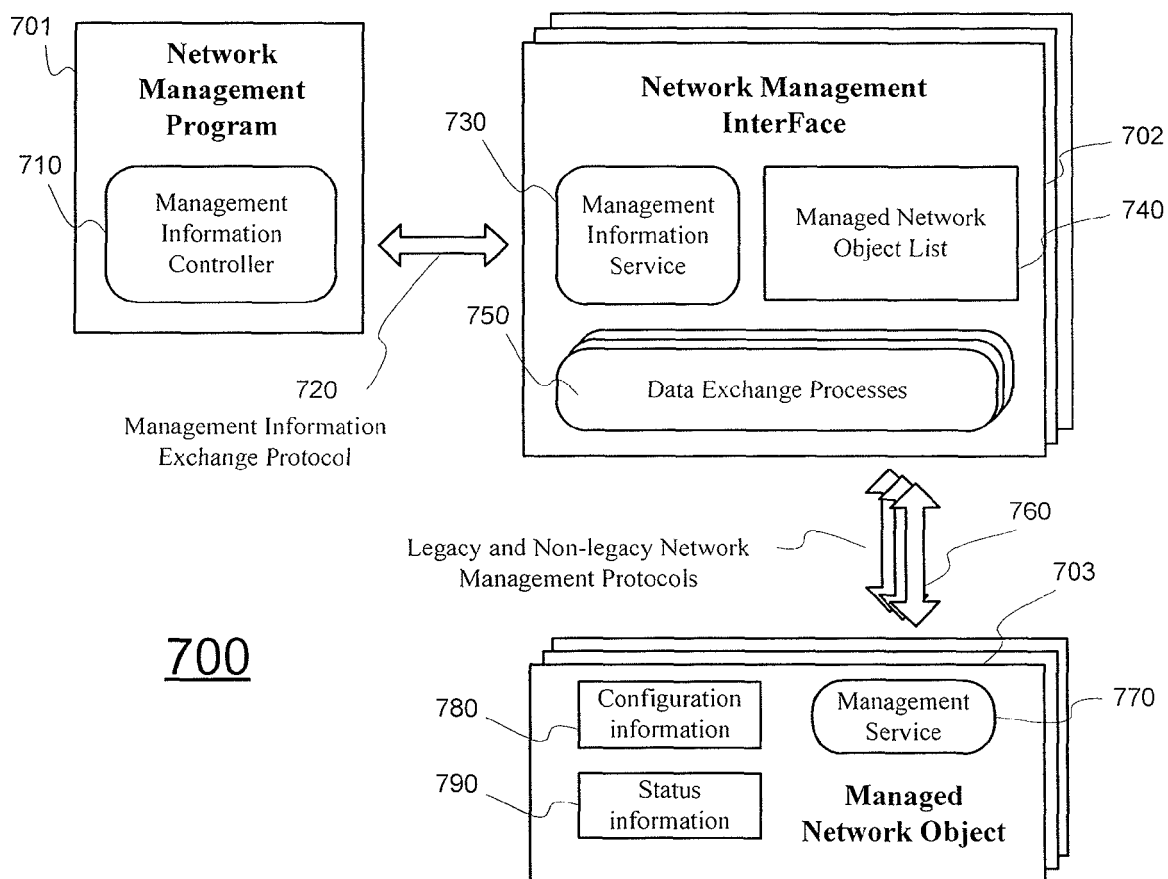 701
Network
Management
Program
710
Management
Information
Controller
720
Management Information
Exchange Protocol
Network Management
InterFace
702
730
Management
Information
Service
Managed Network
Object List
740
750
Data Exchange Processes
Legacy and Non-legacy Network
Management Protocols
760
703
700
780
Configuration
information
Management
Service
770
790
Status
information
Managed
Network Object